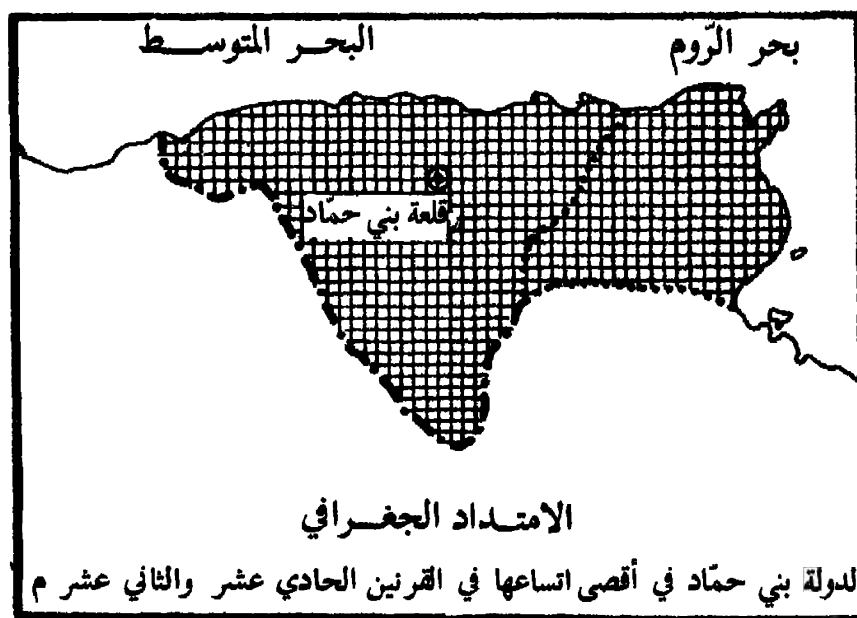 بحر الرّوم
البحر المتوسط
قلعة بني حمّاد
الامتداد الجغرافي
لدولة بني حمّاد في أقصى اتساعها في القرنين الحادي عشر والثاني عشر م